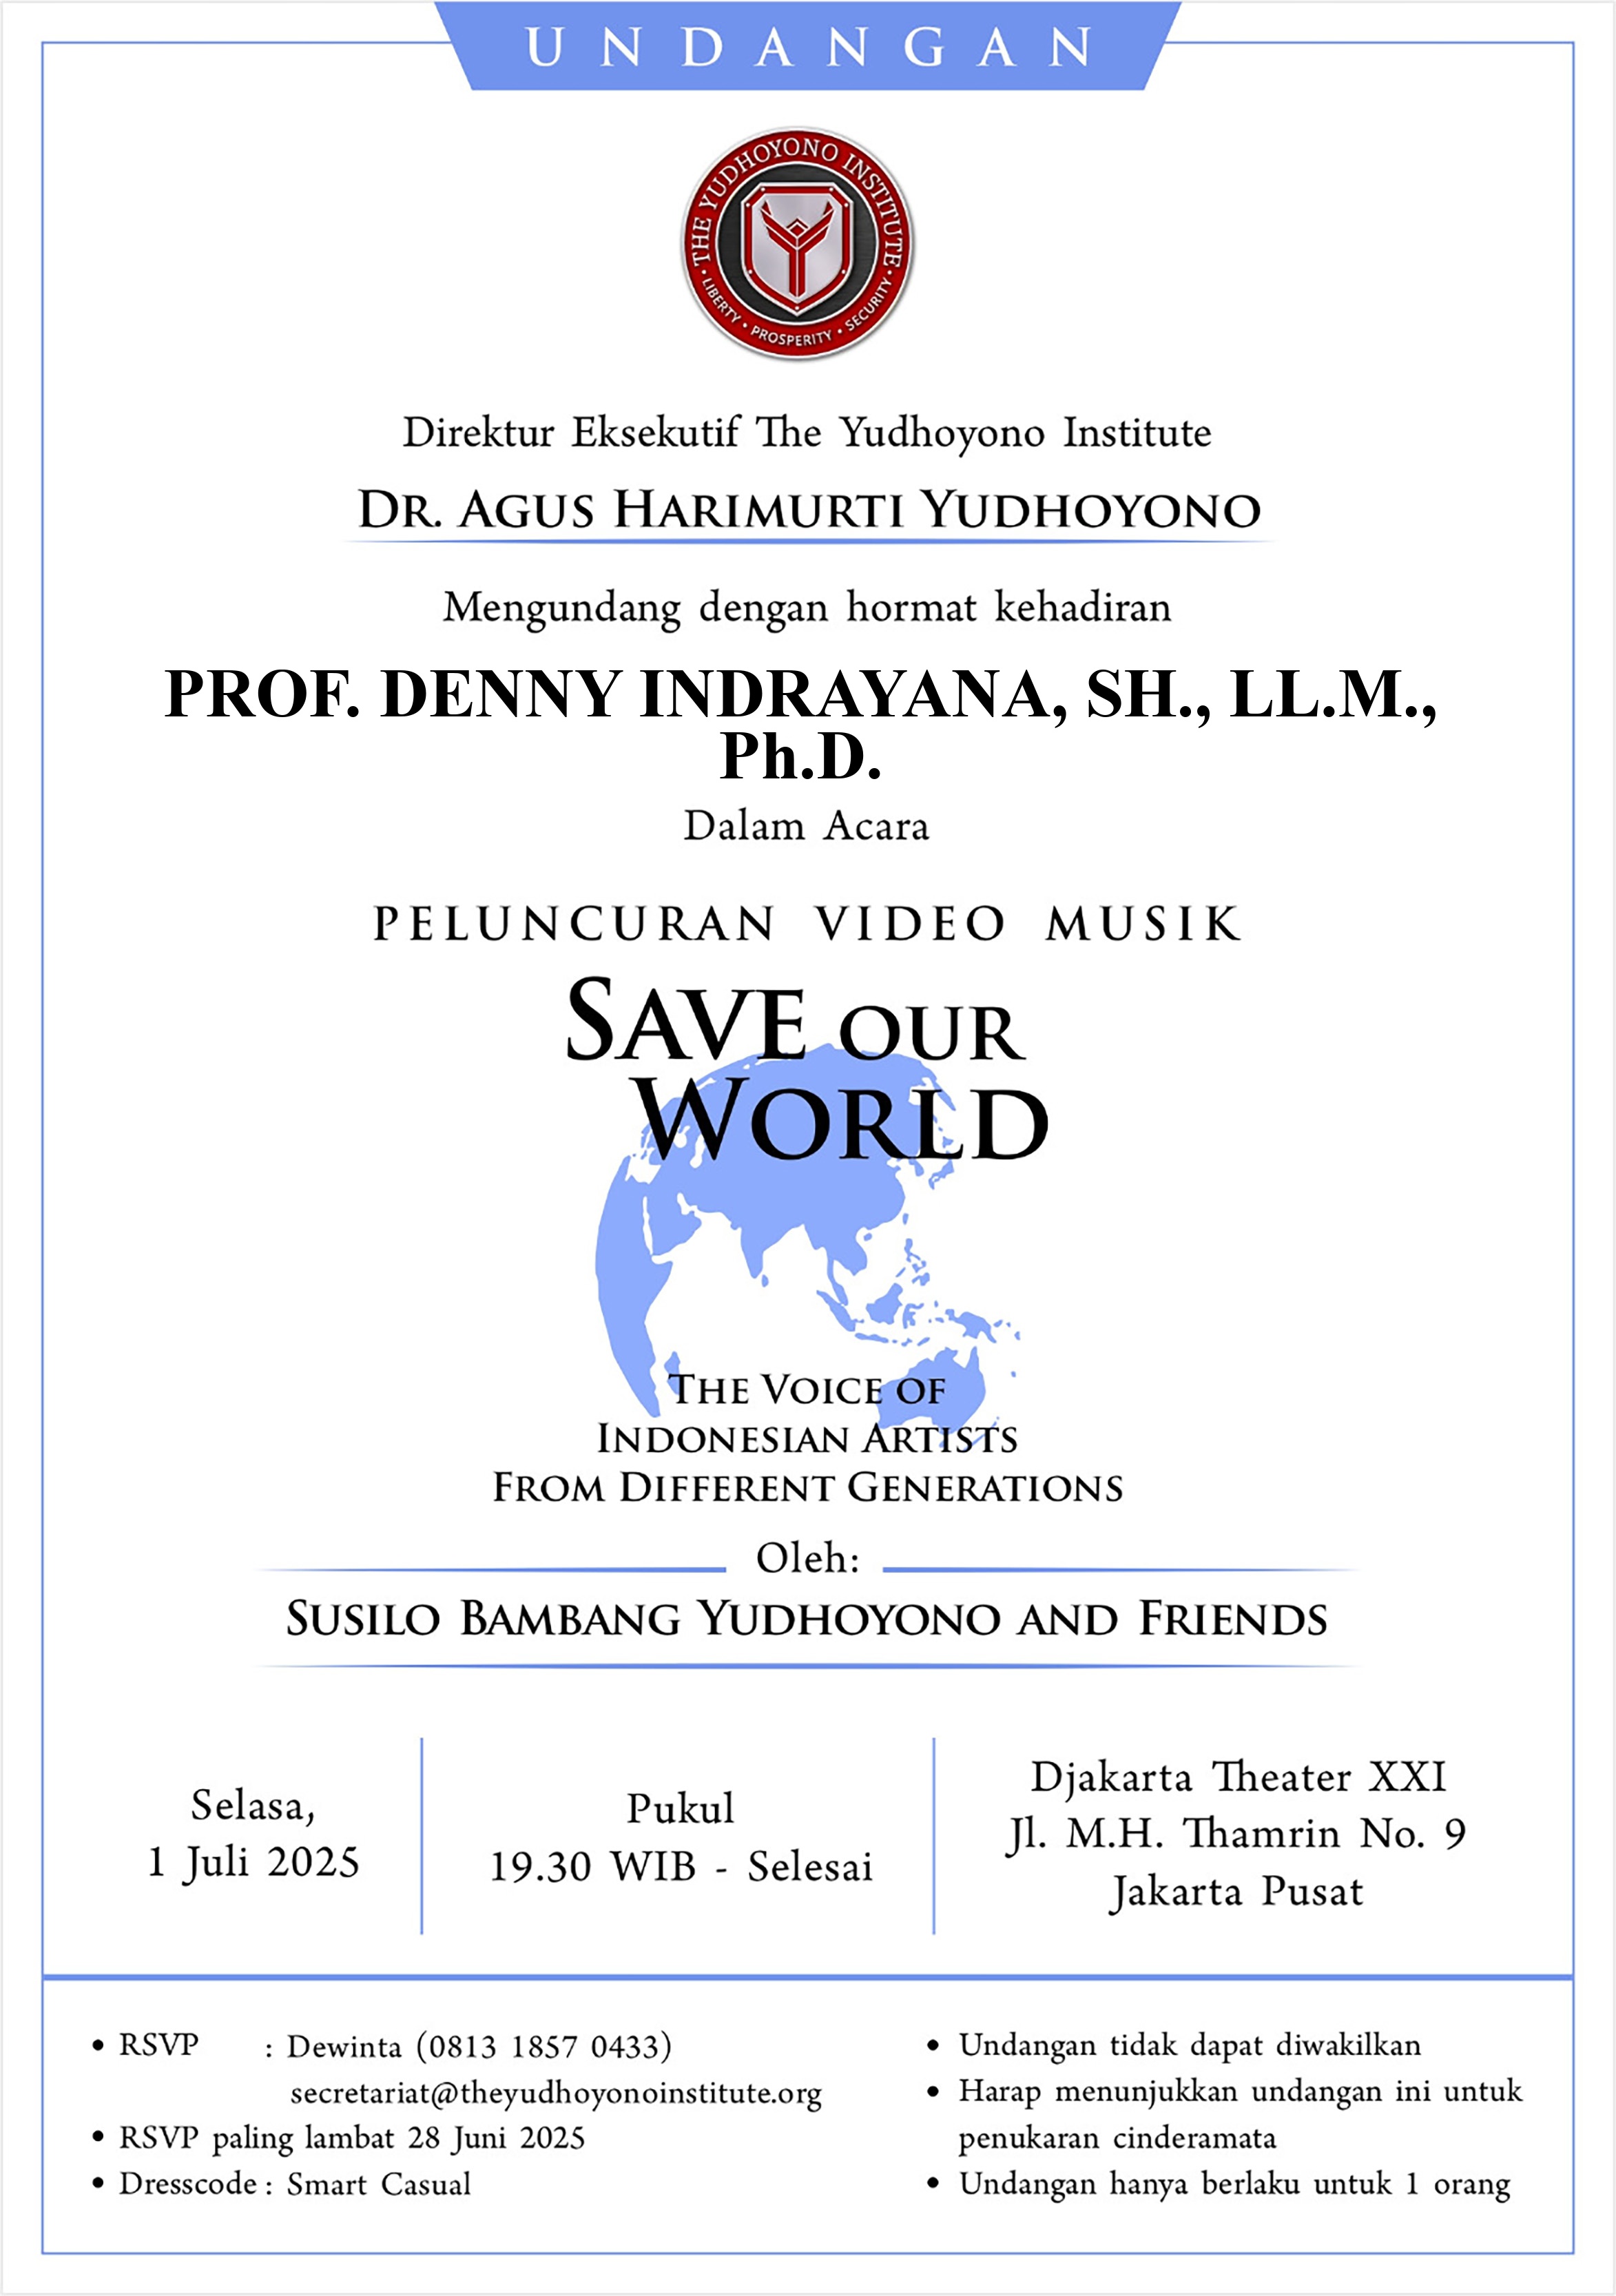 UNDANGAN
THE YUDHOYONO INSTITUTE
LIBERTY • PROSPERITY • SECURITY
Direktur Eksekutif The Yudhoyono Institute
DR. AGUS HARIMURTI YUDHOYONO
Mengundang dengan hormat kehadiran
PROF. DENNY INDRAYANA, SH., LL.M.,
Ph.D.
Dalam Acara
PELUNCURAN VIDEO MUSIK
SAVE OUR
WORLD
THE VOICE OF
INDONESIAN ARTISTS
FROM DIFFERENT GENERATIONS
Oleh:
SUSILO BAMBANG YUDHOYONO AND FRIENDS
Selasa,
1 Juli 2025
Pukul
19.30 WIB - Selesai
Djakarta Theater XXI
Jl. M.H. Thamrin No. 9
Jakarta Pusat
• RSVP : Dewinta (0813 1857 0433)
secretariat@theyudhoyonoinstitute.org
• RSVP paling lambat 28 Juni 2025
• Dresscode : Smart Casual
• Undangan tidak dapat diwakilkan
• Harap menunjukkan undangan ini untuk
penukaran cinderamata
• Undangan hanya berlaku untuk 1 orang